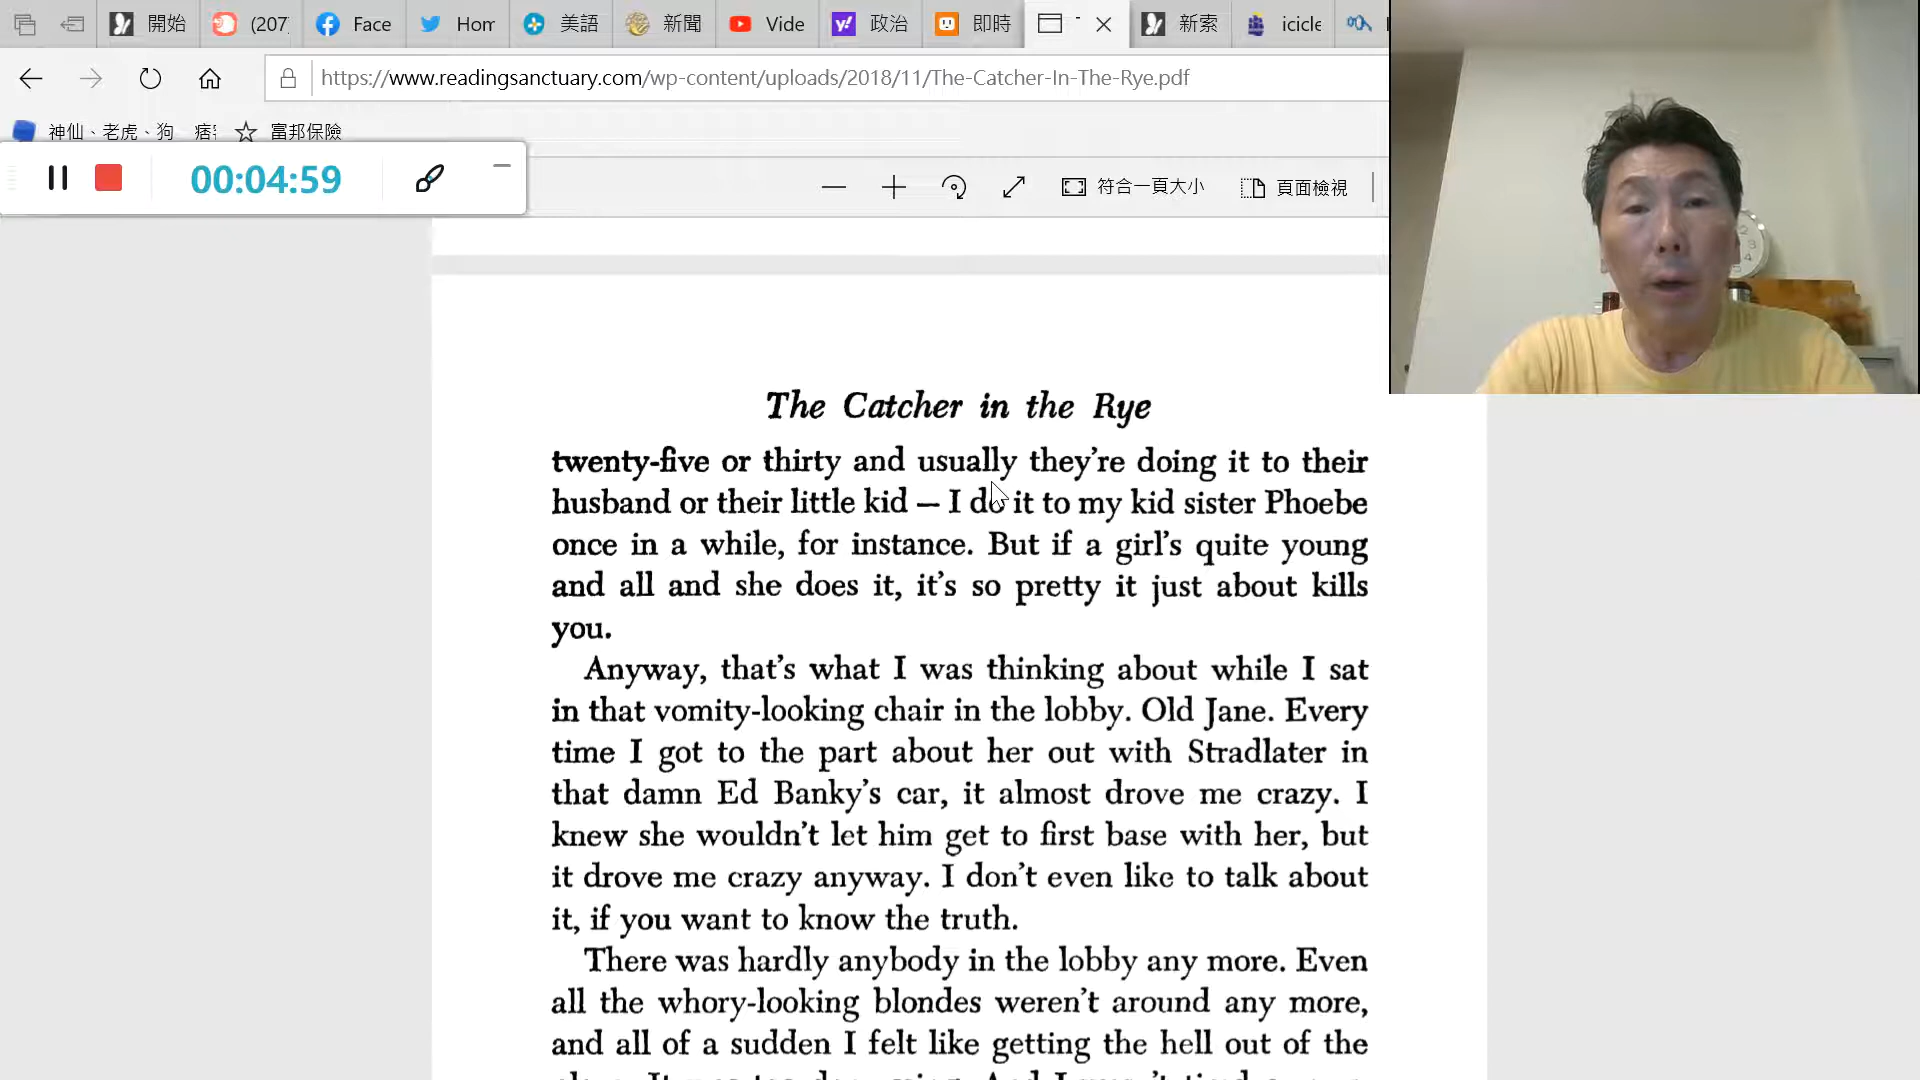 開始
(207
Face
Hom
美語
新聞
Vide
政治
即時
新索
icicle
https://www.readingsanctuary.com/wp-content/uploads/2018/11/The-Catcher-In-The-Rye.pdf
神仙、老虎、狗
富邦保險
00:04:59
符合一頁大小
頁面檢視
The Catcher in the Rye
twenty-five or thirty and usually they're doing it to their
husband or their little kid — I do it to my kid sister Phoebe
once in a while, for instance. But if a girl's quite young
and all and she does it, it's so pretty it just about kills
you.
Anyway, that's what I was thinking about while I sat
in that vomity-looking chair in the lobby. Old Jane. Every
time I got to the part about her out with Stradlater in
that damn Ed Banky's car, it almost drove me crazy. I
knew she wouldn't let him get to first base with her, but
it drove me crazy anyway. I don't even like to talk about
it, if you want to know the truth.
There was hardly anybody in the lobby any more. Even
all the whory-looking blondes weren't around any more,
and all of a sudden I felt like getting the hell out of the